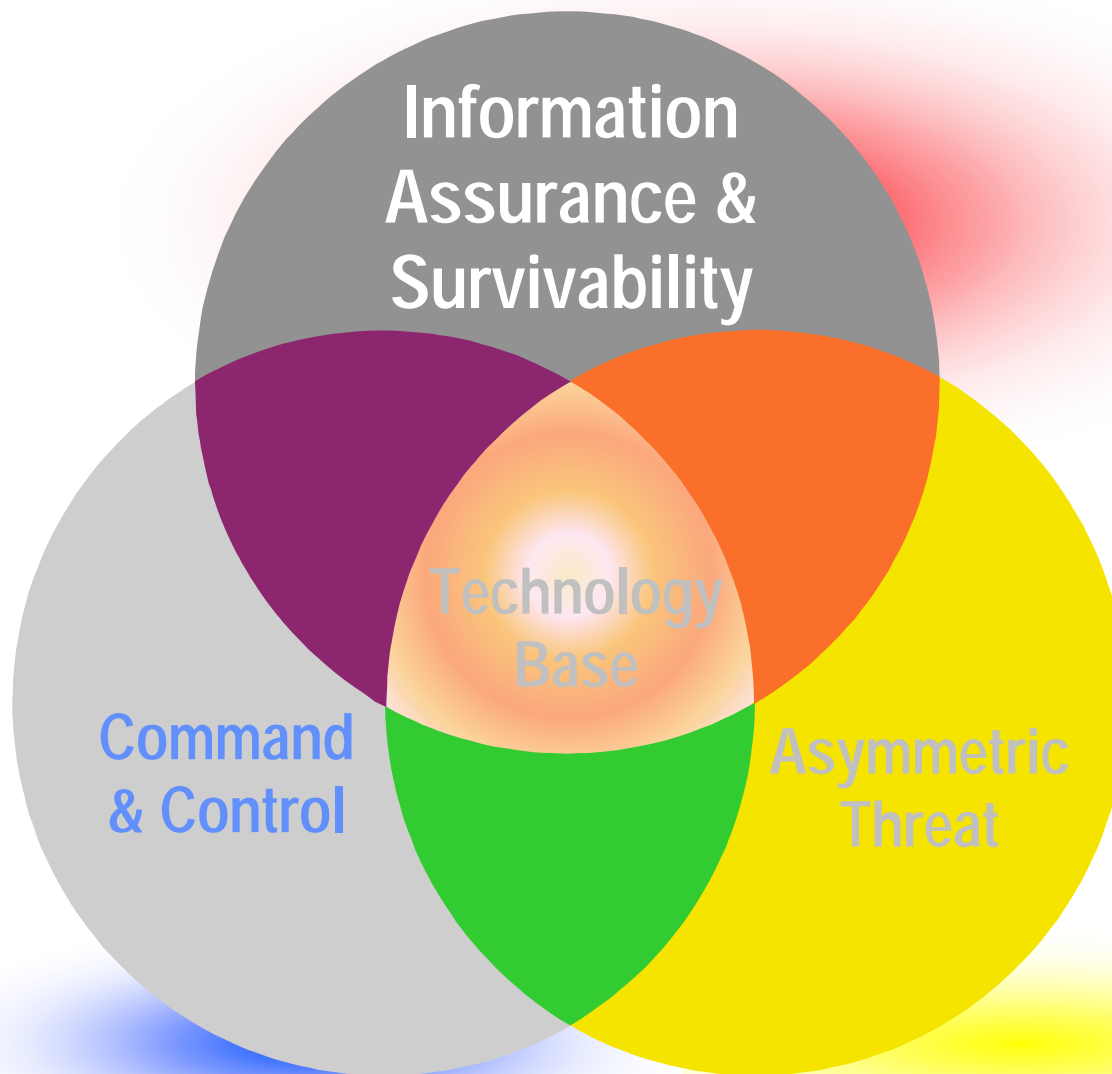 Information
Assurance &
Survivability
Technology
Base
Command
& Control
Asymmetric
Threat